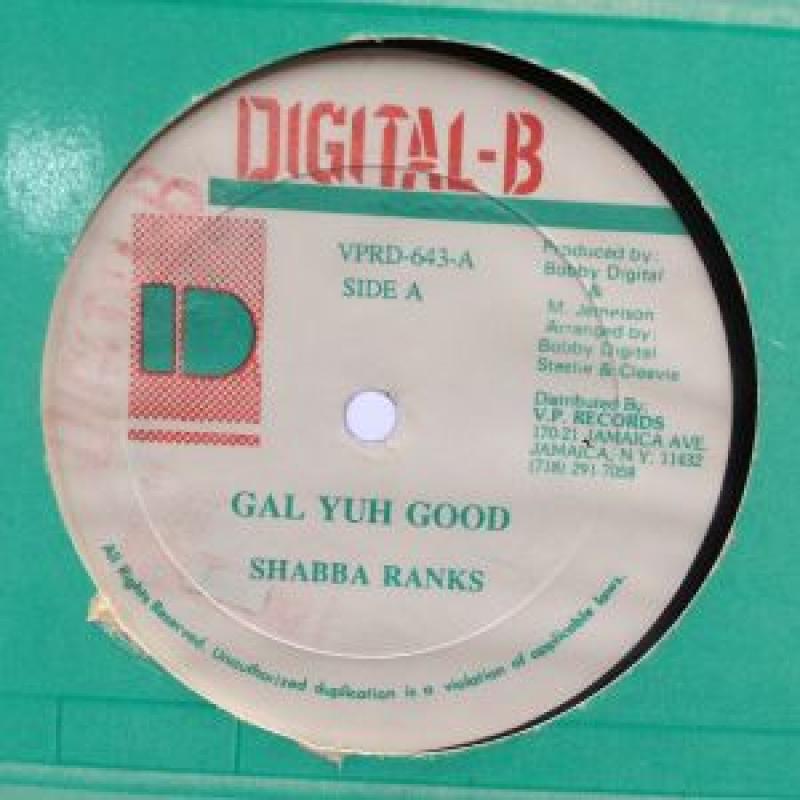 DIGITAL-B
VPRD-643-A
SIDE A
Produced by:
Bobby Digital
&
M. Jennison
Arranged by:
Bobby Digital
Steelie & Cleevie
Distributed By:
V.P. RECORDS
170-21 JAMAICA AVE
JAMAICA, N.Y. 11432
(718) 291-7058
ID
GAL YUH GOOD
SHABBA RANKS
All Rights Reserved. Unauthorized duplication is a violation of applicable laws.